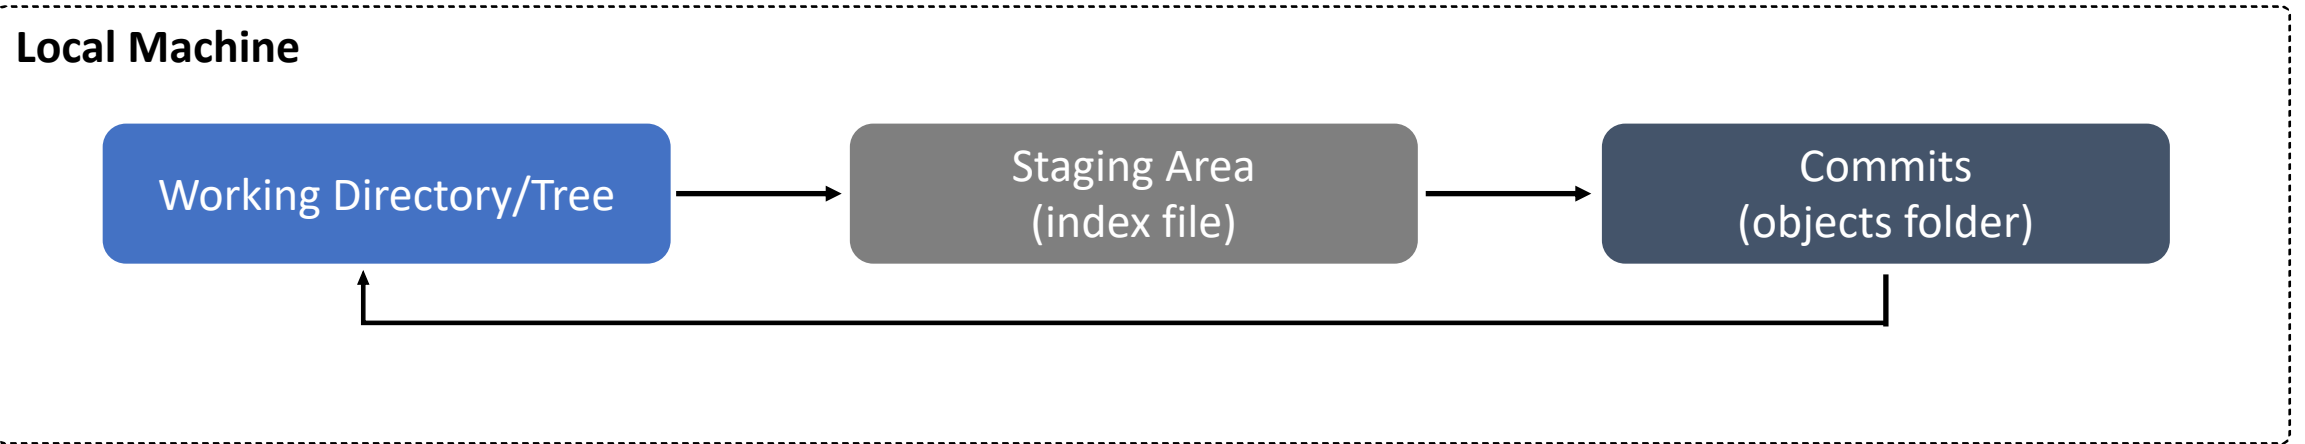 Local Machine
Working Directory/Tree
Staging Area
(index file)
Commits
(objects folder)